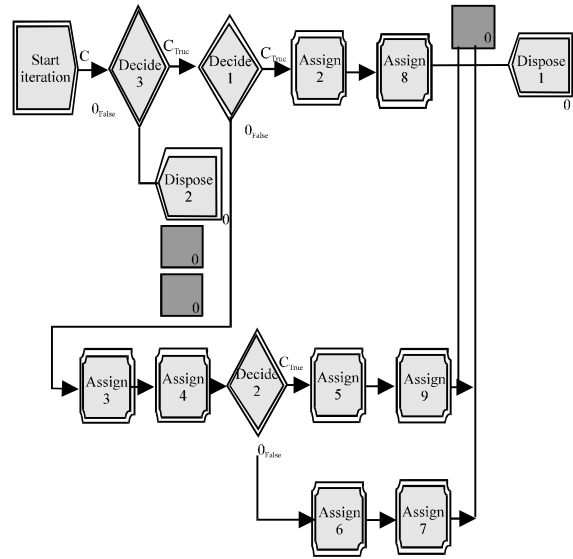 Start
iteration
C
Decide
3
C True
0 False
Decide
1
C True
0 False
Assign
2
Assign
8
0
Dispose
1
0
Dispose
2
0
0
0
Assign
3
Assign
4
Decide
2
C True
0 False
Assign
5
Assign
9
Assign
6
Assign
7